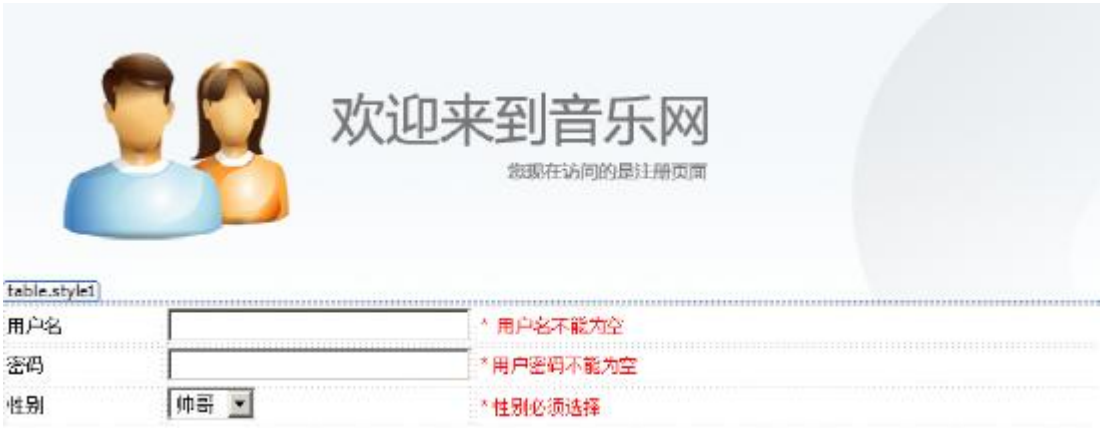 欢迎来到音乐网
您现在访问的是注册页面
table.style1
用户名 * 用户名不能为空
密码 * 用户密码不能为空
性别 帅哥 * 性别必须选择